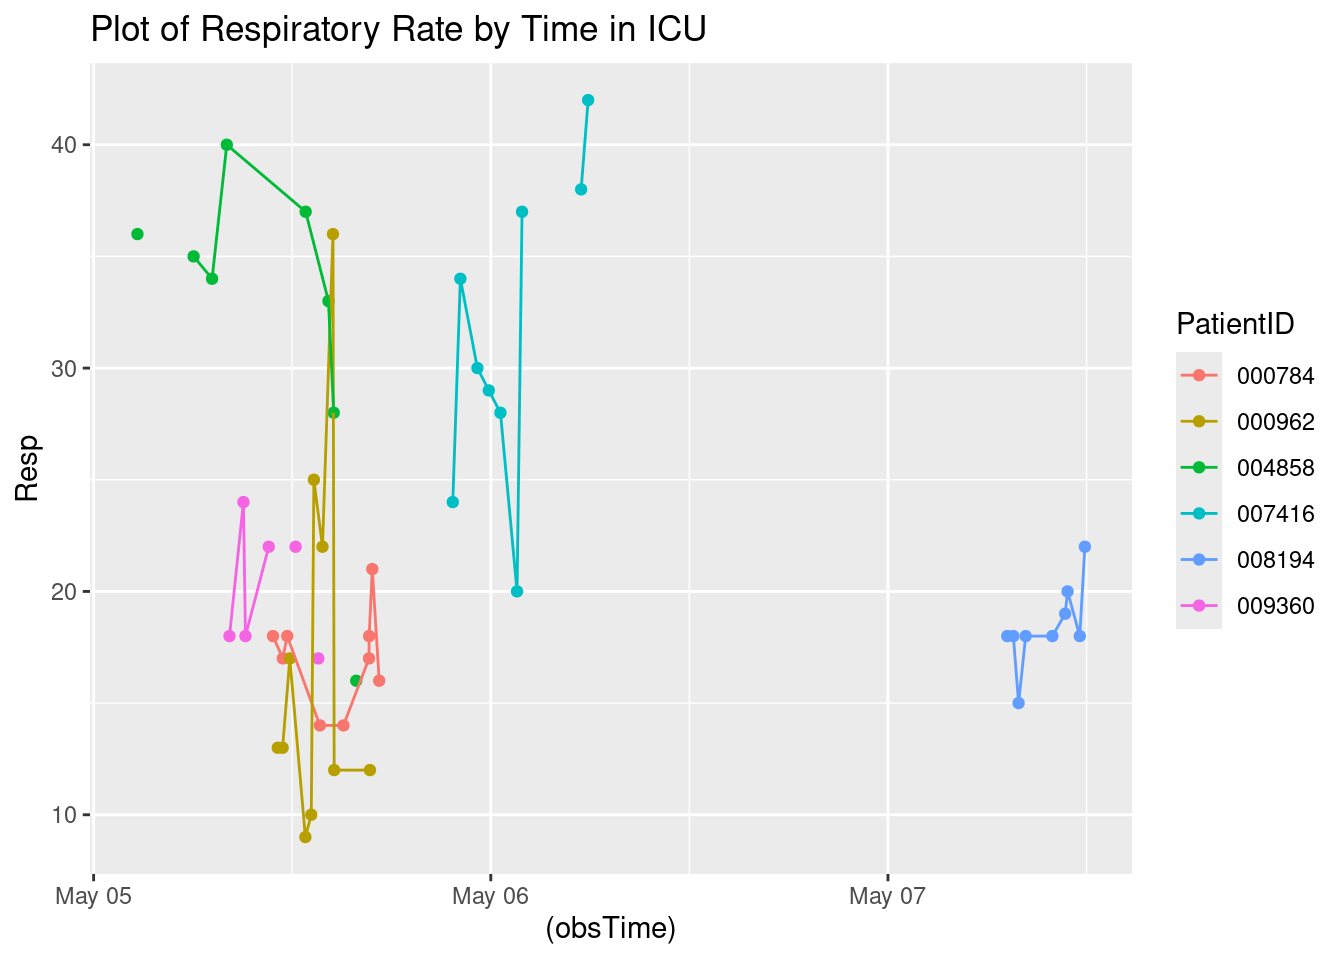 Plot of Respiratory Rate by Time in ICU
40
30
20
10
Resp
May 05
May 06
May 07
(obsTime)
PatientID
000784
000962
004858
007416
008194
009360